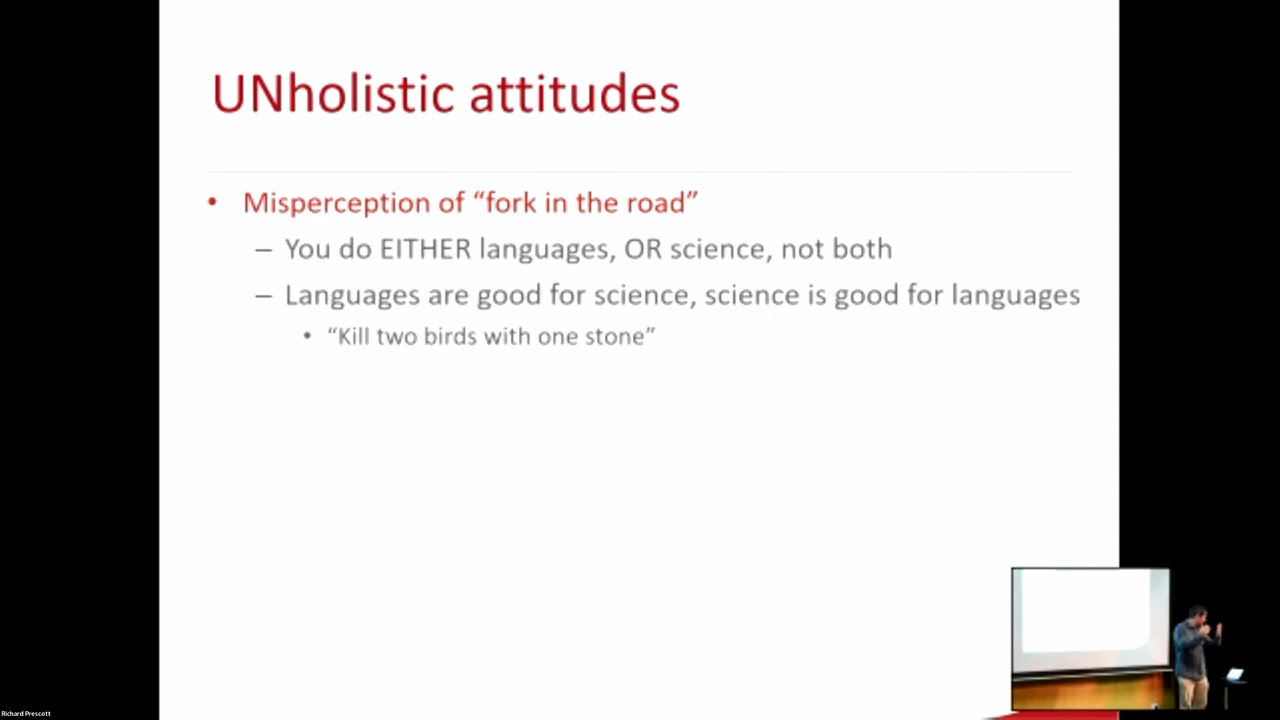 UNholistic attitudes
• Misperception of “fork in the road”
– You do EITHER languages, OR science, not both
– Languages are good for science, science is good for languages
• “Kill two birds with one stone”
Richard Prescott